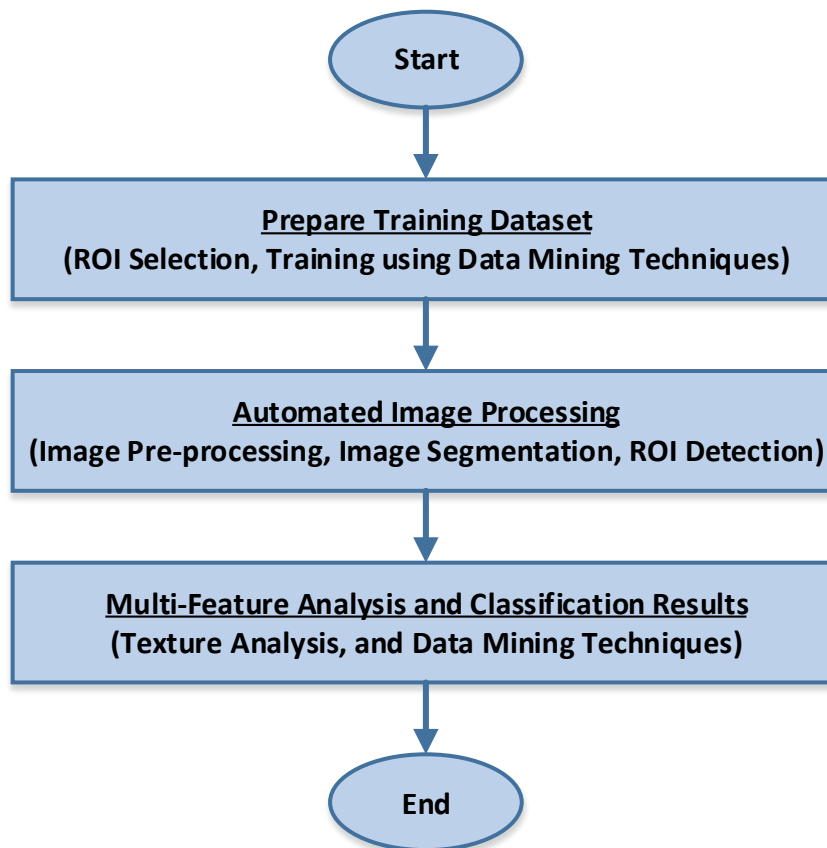 Start
Prepare Training Dataset
(ROI Selection, Training using Data Mining Techniques)
Automated Image Processing
(Image Pre-processing, Image Segmentation, ROI Detection)
Multi-Feature Analysis and Classification Results
(Texture Analysis, and Data Mining Techniques)
End